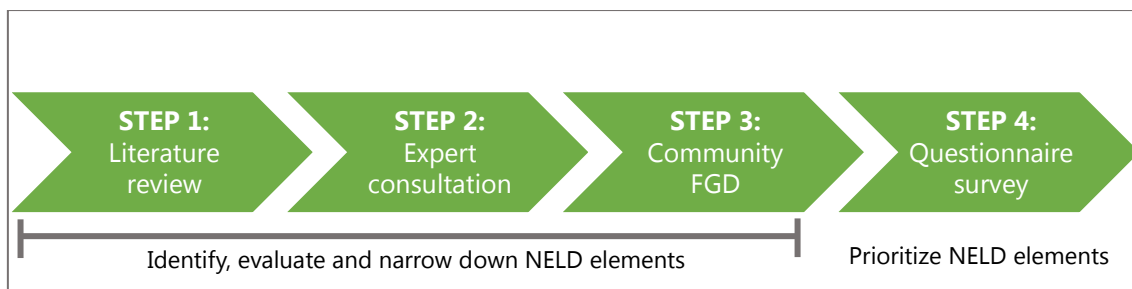 STEP 1:
Literature
review
STEP 2:
Expert
consultation
STEP 3:
Community
FGD
STEP 4:
Questionnaire
survey
Identify, evaluate and narrow down NELD elements
Prioritize NELD elements